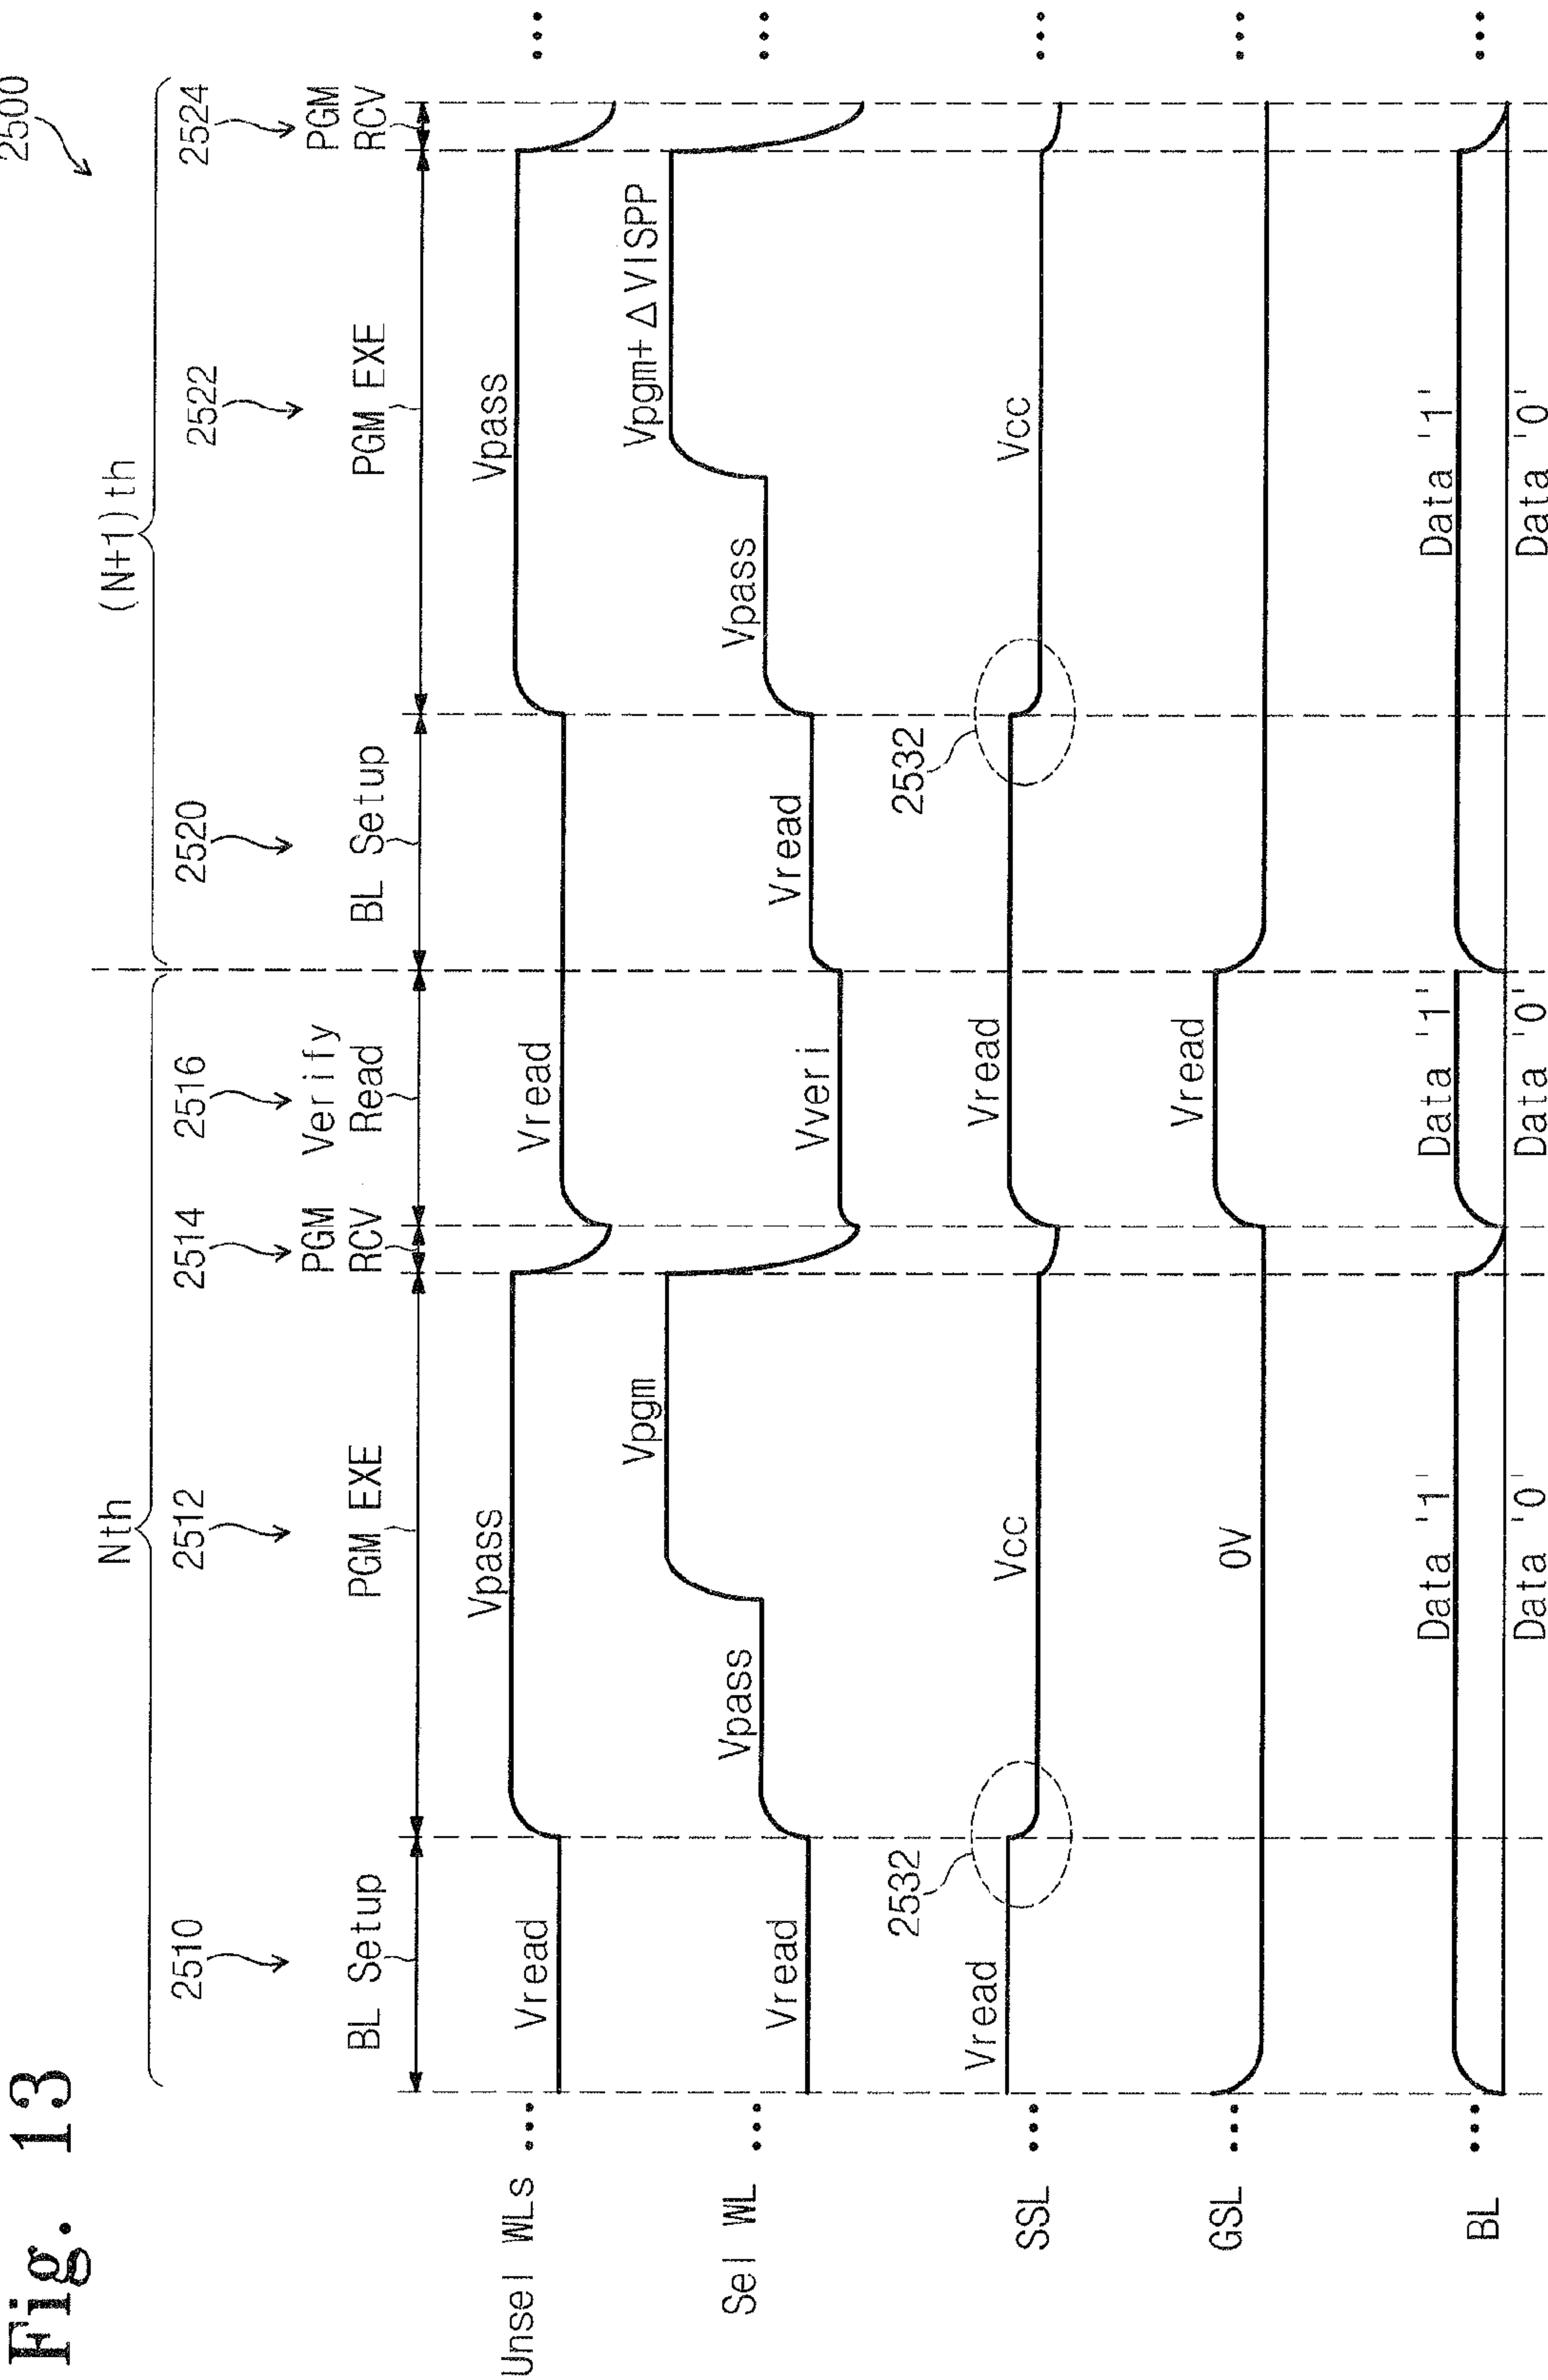 Fig. 13
2500
Nth
(N+1)th
2510
2512
2514
2516
2520
2522
2524
BL Setup
PGM EXE
PGM
RCV
Verify
Read
BL Setup
PGM EXE
PGM
RCV
Unsel WLs ...
Vread
Vpass
Vread
Vpass
...
Sel WL ...
Vread
Vpass
Vpgm
Vveri
Vread
Vpass
Vpgm+ΔVISPP
...
SSL ...
Vread
2532
Vcc
Vread
2532
Vcc
...
GSL ...
0V
Vread
...
BL ...
Data '1'
Data '0'
Data '1'
Data '0'
Data '1'
Data '0'
...